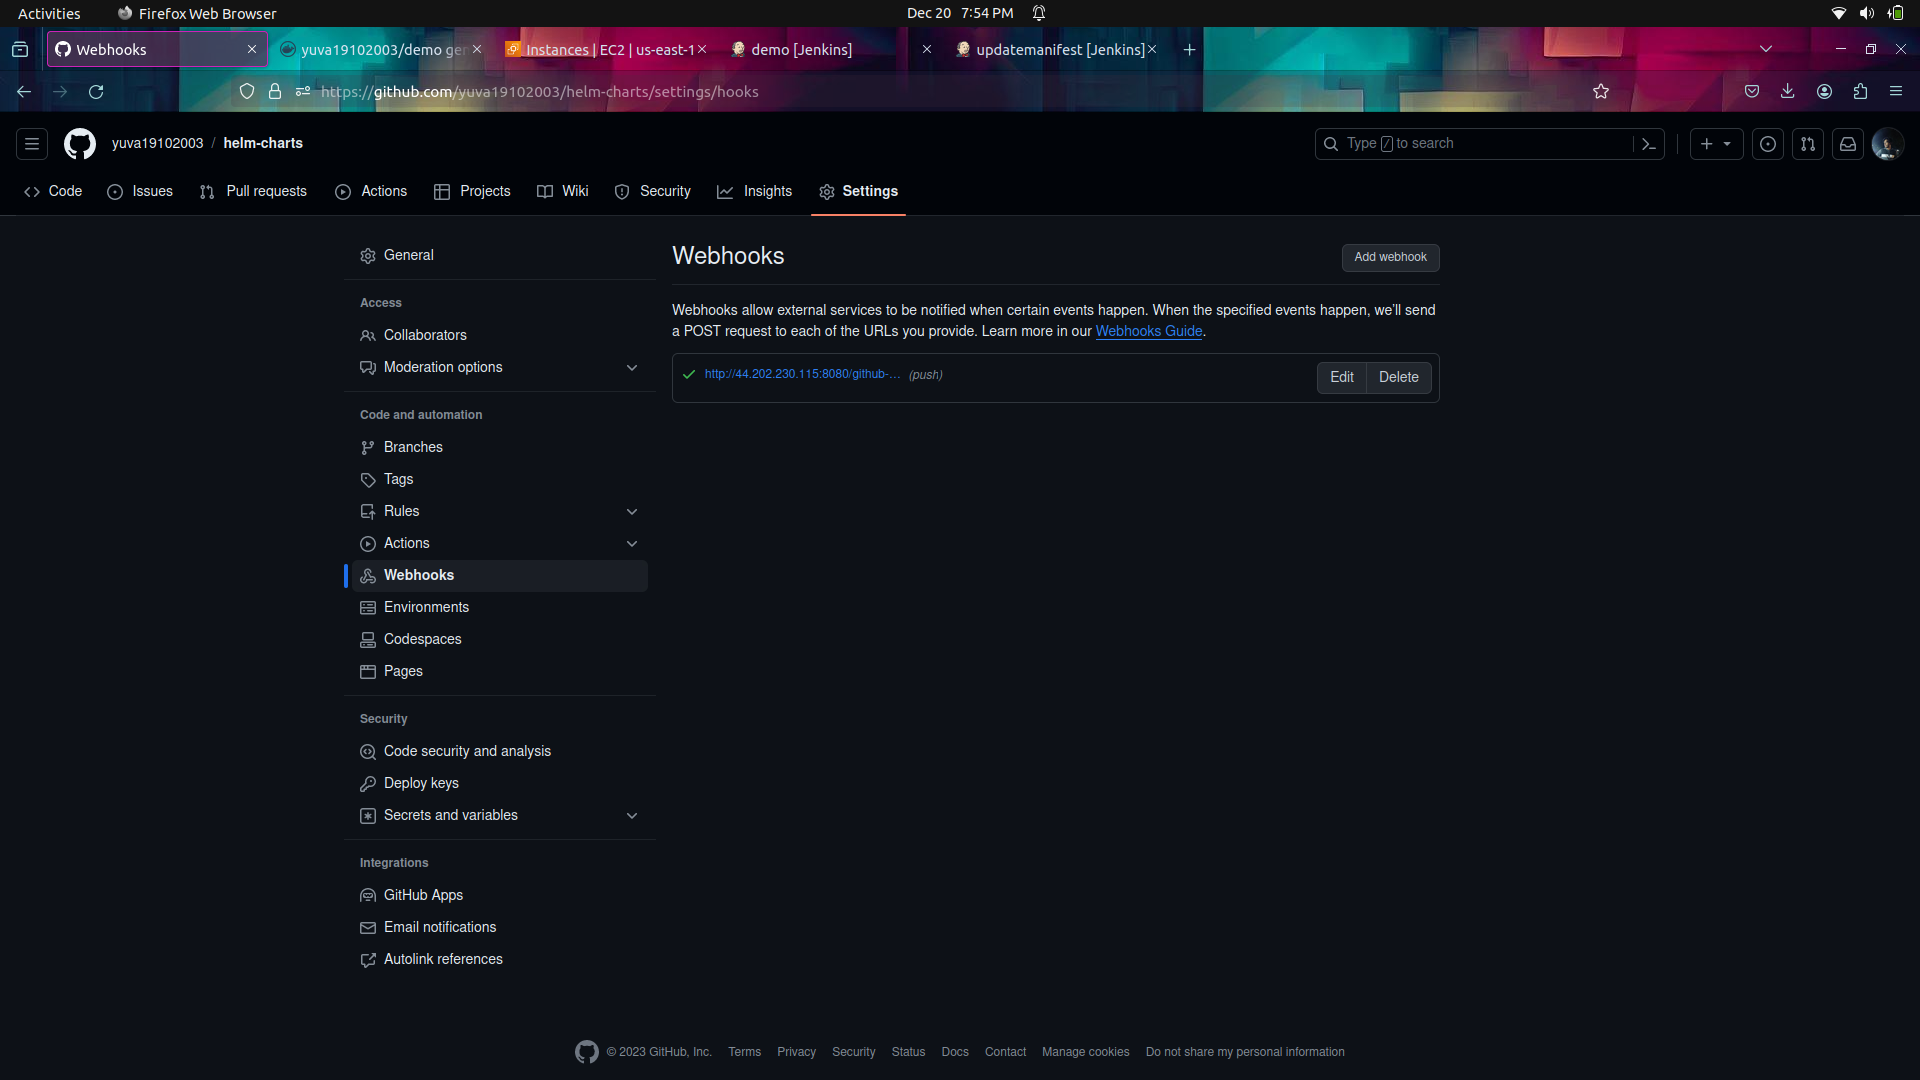 Activities Firefox Web Browser Dec 20 7:54 PM
Webhooks yuva19102003/demo ger Instances | EC2 | us-east-1 demo [Jenkins] updatemanifest [Jenkins]
https://github.com/yuva19102003/helm-charts/settings/hooks
yuva19102003 / helm-charts Type / to search
Code Issues Pull requests Actions Projects Wiki Security Insights Settings
General
Access
Collaborators
Moderation options
Code and automation
Branches
Tags
Rules
Actions
Webhooks
Environments
Codespaces
Pages
Security
Code security and analysis
Deploy keys
Secrets and variables
Integrations
GitHub Apps
Email notifications
Autolink references
Webhooks Add webhook
Webhooks allow external services to be notified when certain events happen. When the specified events happen, we'll send
a POST request to each of the URLs you provide. Learn more in our Webhooks Guide.
http://44.202.230.115:8080/github-... (push) Edit Delete
© 2023 GitHub, Inc. Terms Privacy Security Status Docs Contact Manage cookies Do not share my personal information